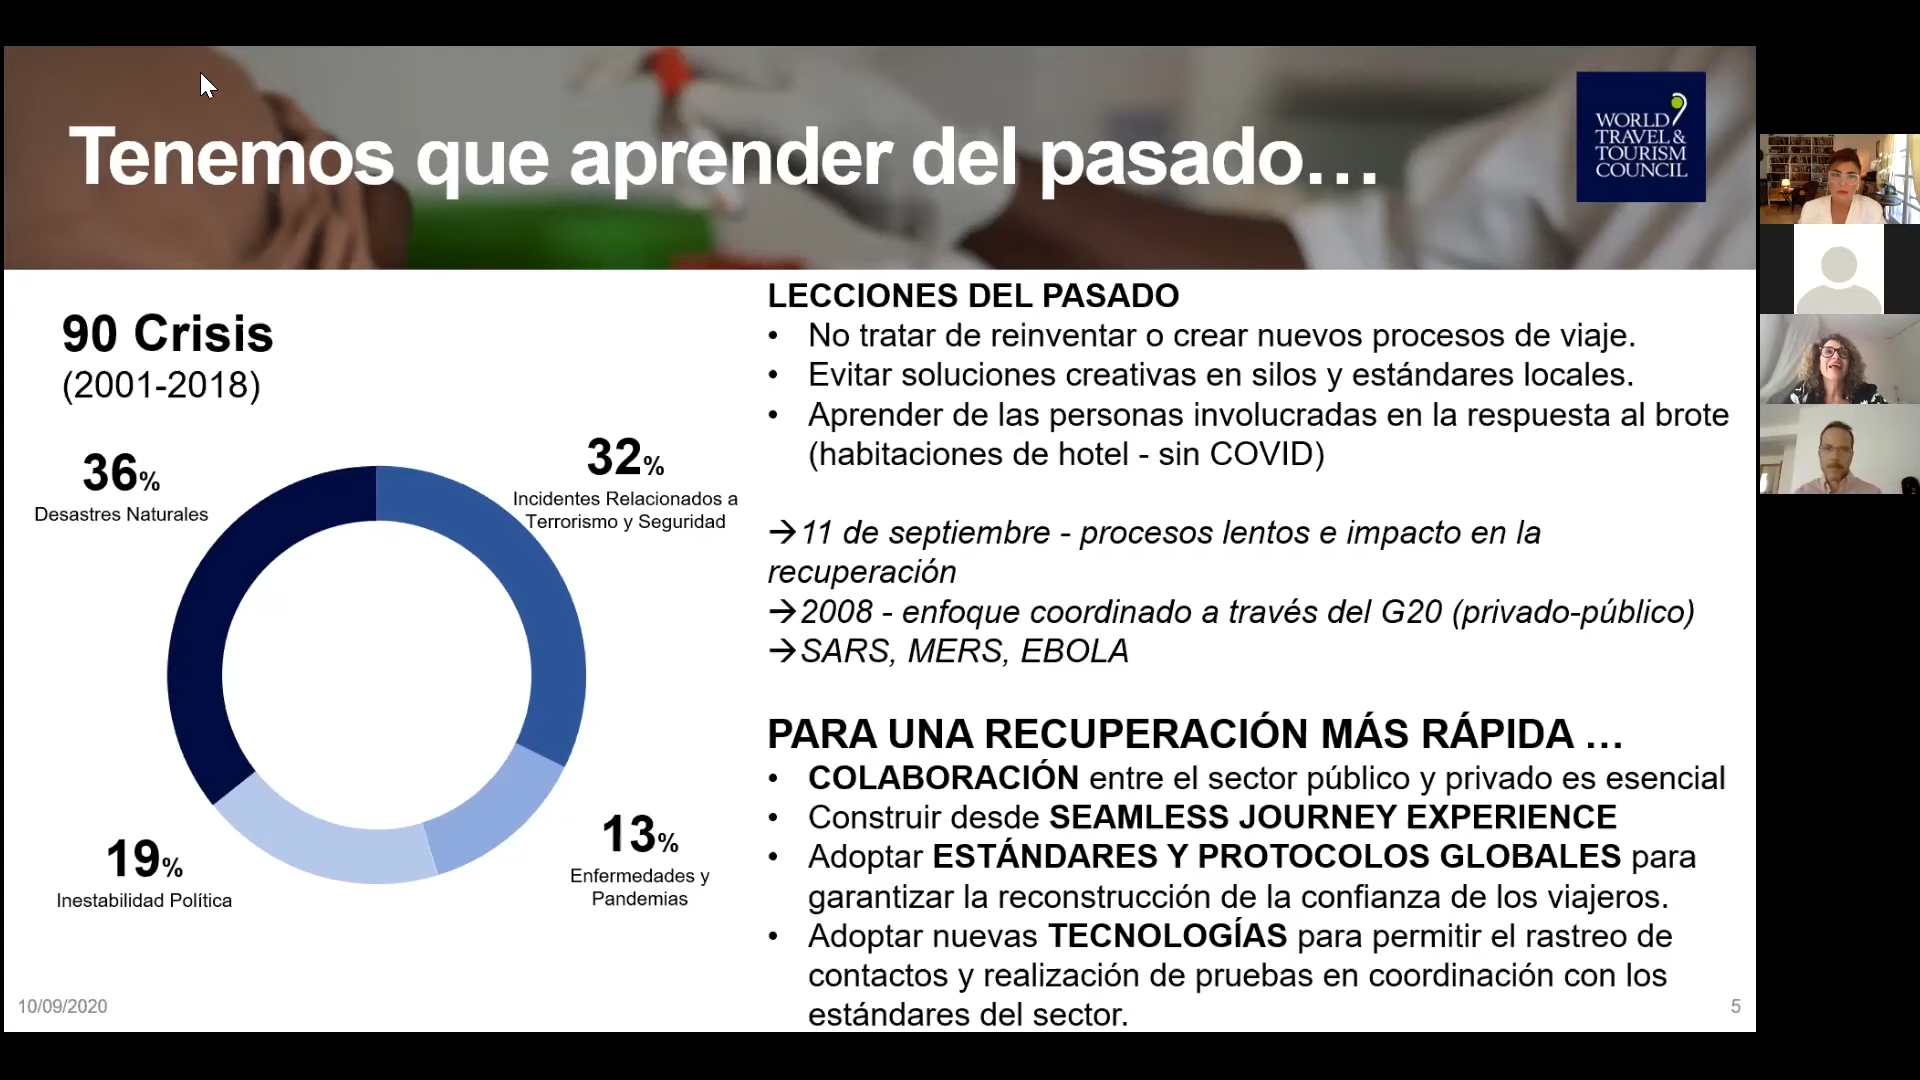 Tenemos que aprender del pasado…
WORLD
TRAVEL &
TOURISM
COUNCIL
90 Crisis
(2001-2018)
36%
Desastres Naturales
32%
Incidentes Relacionados a
Terrorismo y Seguridad
19%
Inestabilidad Política
13%
Enfermedades y
Pandemias
LECCIONES DEL PASADO
• No tratar de reinventar o crear nuevos procesos de viaje.
• Evitar soluciones creativas en silos y estándares locales.
• Aprender de las personas involucradas en la respuesta al brote
(habitaciones de hotel - sin COVID)
→11 de septiembre - procesos lentos e impacto en la
recuperación
→2008 - enfoque coordinado a través del G20 (privado-público)
→SARS, MERS, EBOLA
PARA UNA RECUPERACIÓN MÁS RÁPIDA …
• COLABORACIÓN entre el sector público y privado es esencial
• Construir desde SEAMLESS JOURNEY EXPERIENCE
• Adoptar ESTÁNDARES Y PROTOCOLOS GLOBALES para
garantizar la reconstrucción de la confianza de los viajeros.
• Adoptar nuevas TECNOLOGÍAS para permitir el rastreo de
contactos y realización de pruebas en coordinación con los
estándares del sector.
10/09/2020
5